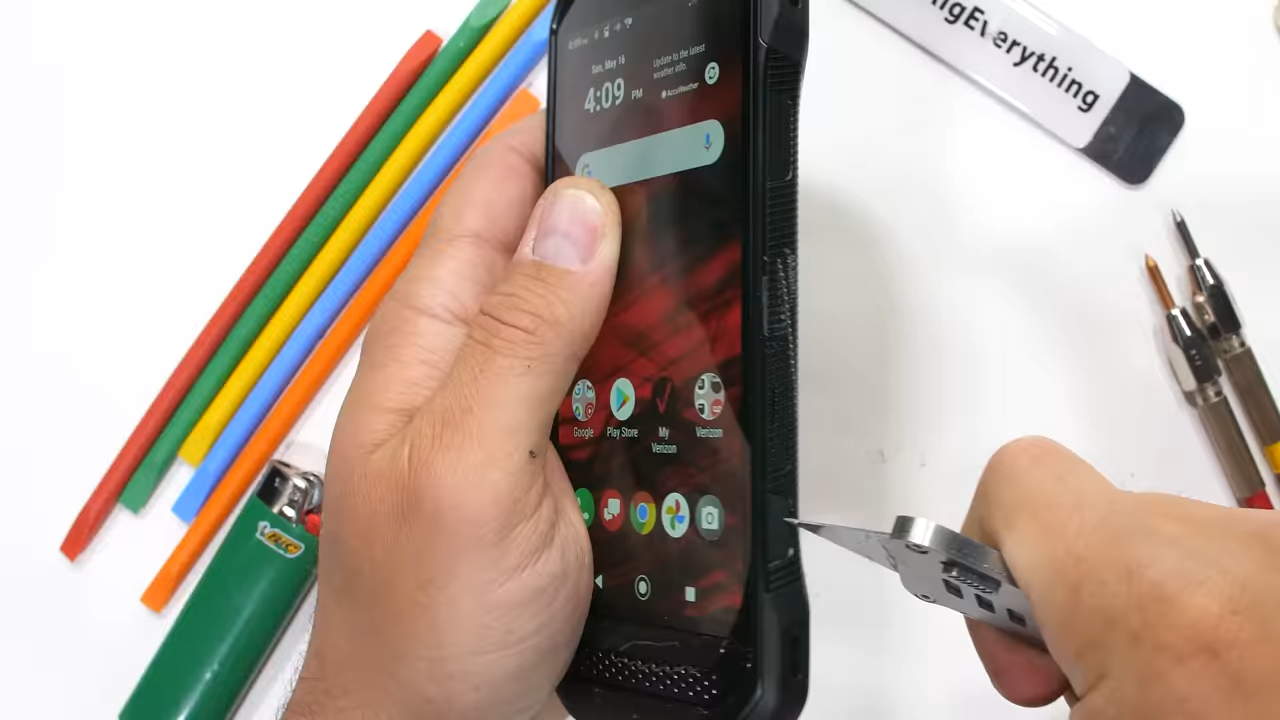 ngEverything
Sun, May 16
4:09 PM
Update to the latest
weather info.
AccuWeather
G
Google
Play Store
My
Verizon
Verizon
BIC